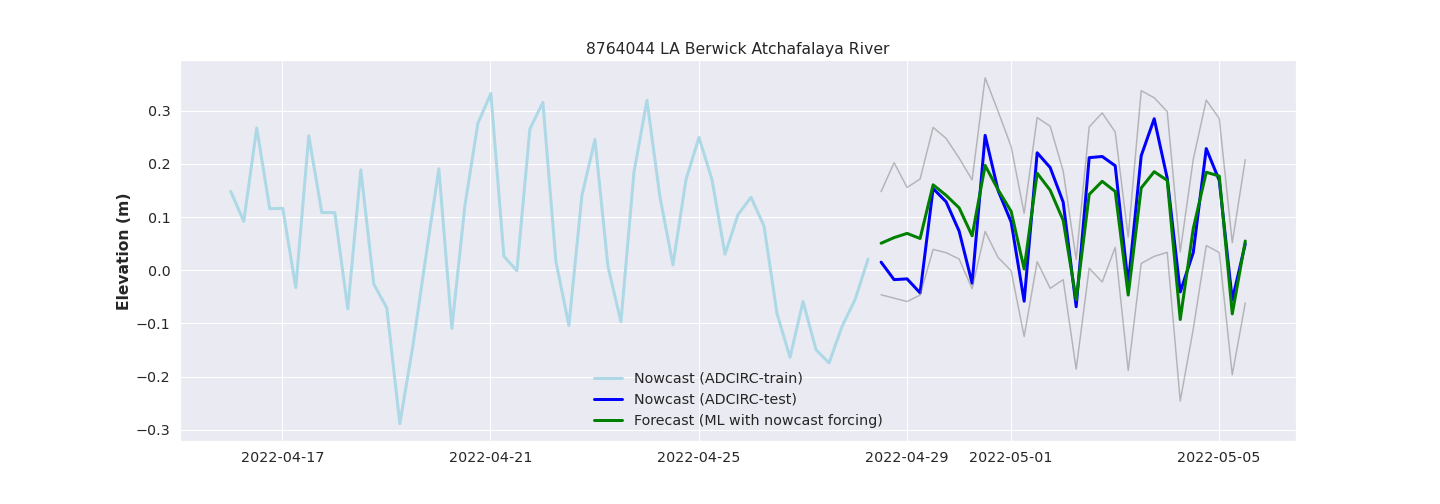 8764044 LA Berwick Atchafalaya River
Elevation (m)
0.3
0.2
0.1
0.0
−0.1
−0.2
−0.3
Nowcast (ADCIRC-train)
Nowcast (ADCIRC-test)
Forecast (ML with nowcast forcing)
2022-04-17 2022-04-21 2022-04-25 2022-04-29 2022-05-01 2022-05-05